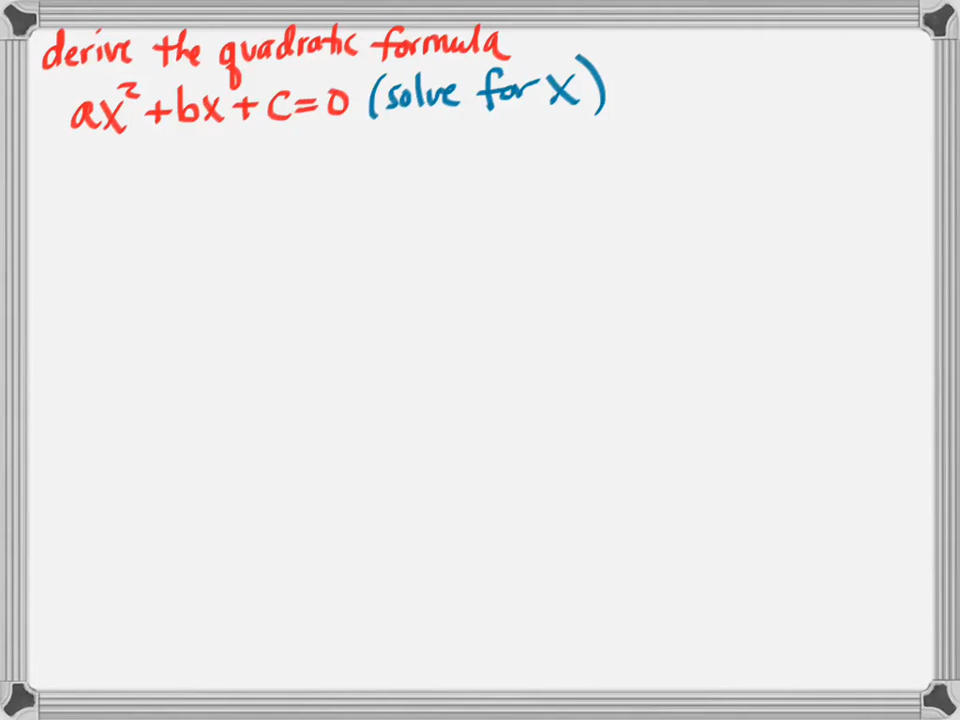 derive the quadratic formula
ax² + bx + c = 0 (solve for x)